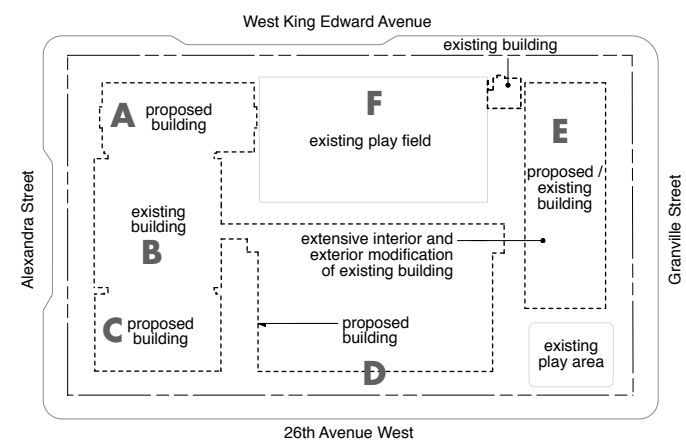 West King Edward Avenue
existing building
A
proposed
building
F
existing play field
E
proposed /
existing
building
Alexandra Street
Granville Street
existing
building
B
extensive interior and
exterior modification
of existing building
C
proposed
building
proposed
building
D
existing
play area
26th Avenue West